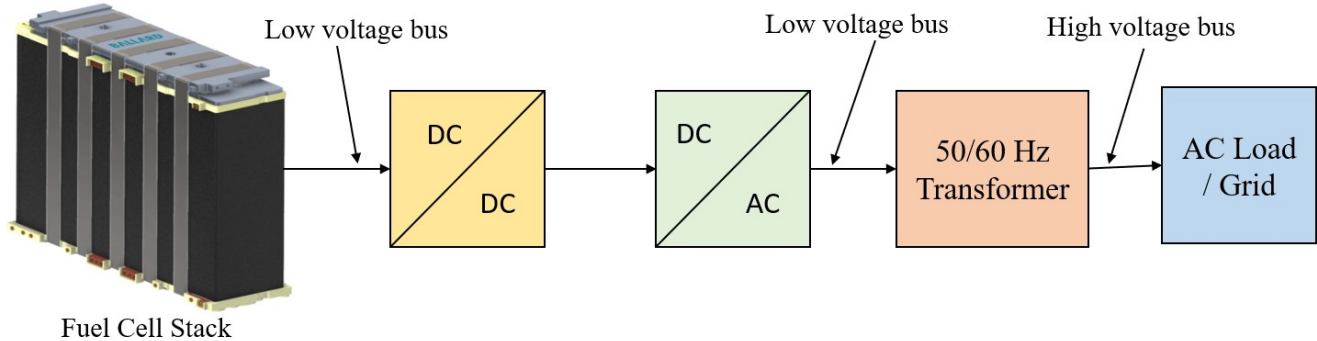 Low voltage bus
Low voltage bus
High voltage bus
BALLARD
DC
DC
DC
AC
50/60 Hz
Transformer
AC Load
/ Grid
Fuel Cell Stack